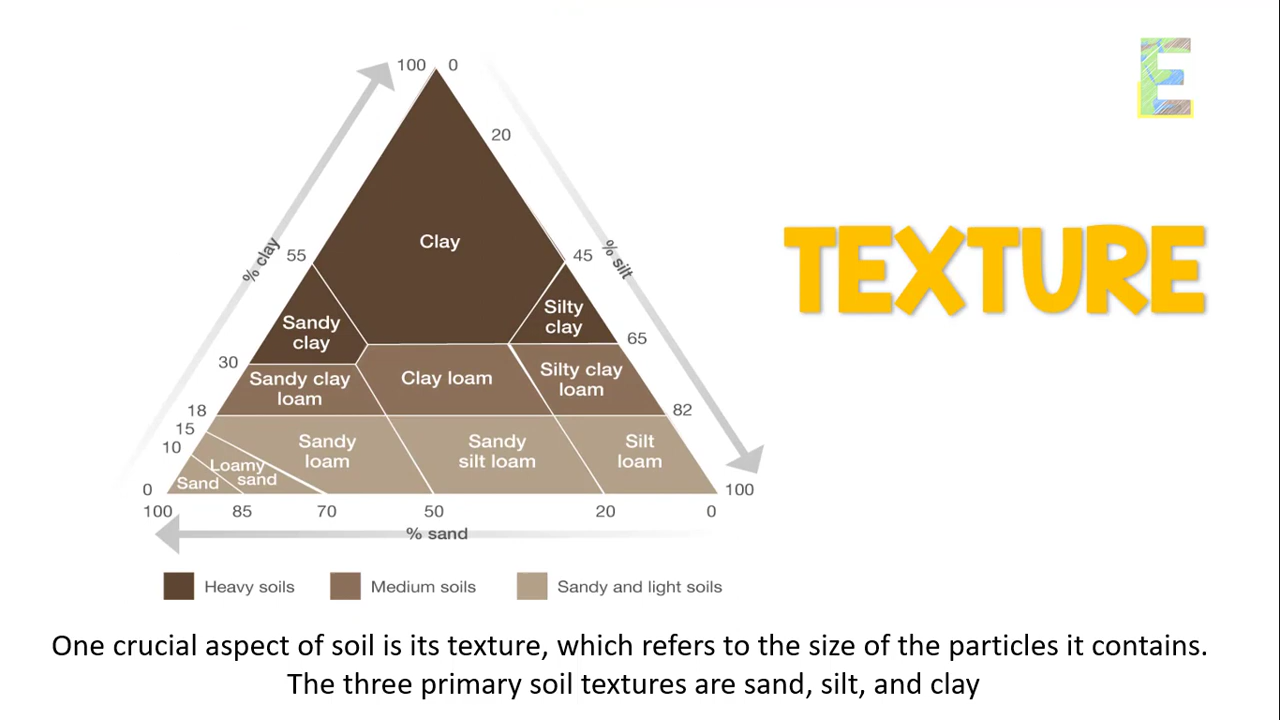 100 0
20
TEXTURE
Clay
% clay
55
45
% silt
Silty
clay
Sandy
clay
65
30
Sandy clay
loam
Clay loam
Silty clay
loam
18
82
15
10
Sandy
loam
Sandy
silt loam
Silt
loam
Loamy
sand
Sand
0
100
100 85 70 50 20 0
% sand
Heavy soils Medium soils Sandy and light soils
One crucial aspect of soil is its texture, which refers to the size of the particles it contains.
The three primary soil textures are sand, silt, and clay
E